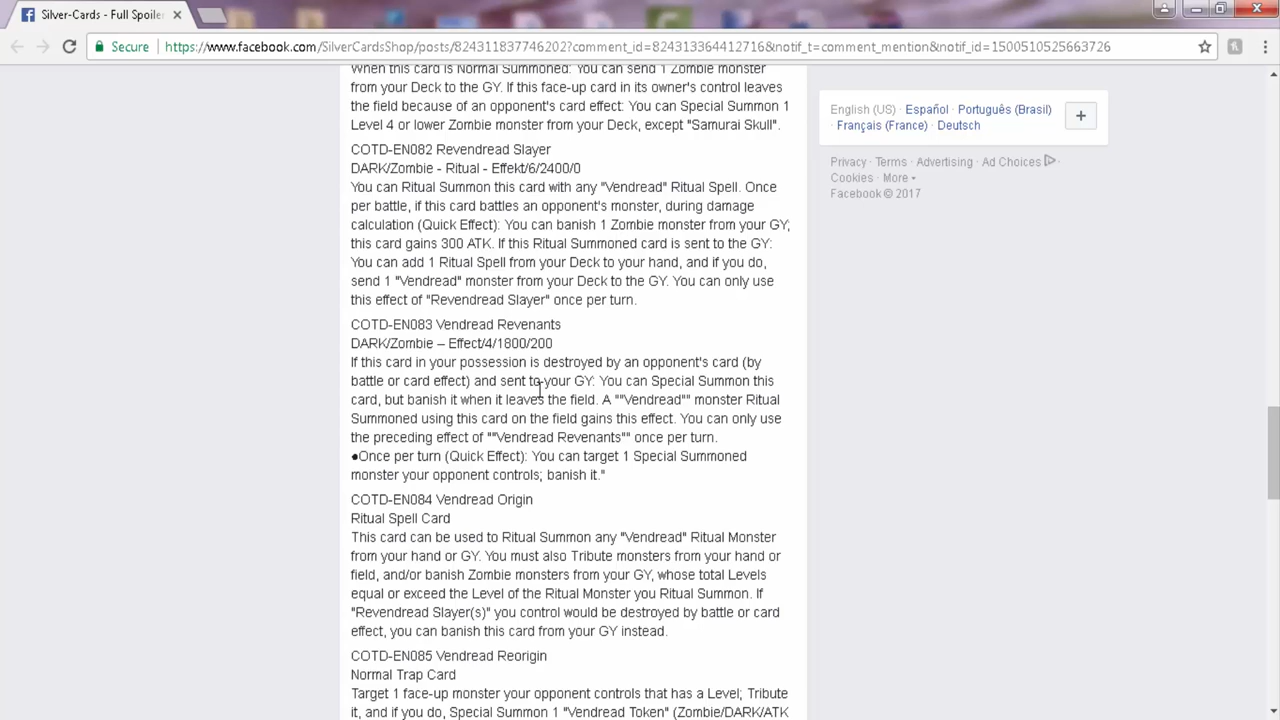 Silver-Cards - Full Spoiler
Secure
https://www.facebook.com/SilverCardsShop/posts/824311837746202?comment_id=824313364412716&notif_t=comment_mention&notif_id=1500510525663726
When this card is Normal Summoned: You can send 1 Zombie monster
from your Deck to the GY. If this face-up card in its owner's control leaves
the field because of an opponent's card effect: You can Special Summon 1
Level 4 or lower Zombie monster from your Deck, except "Samurai Skull".
COTD-EN082 Revendread Slayer
DARK/Zombie - Ritual - Effekt/6/2400/0
You can Ritual Summon this card with any "Vendread" Ritual Spell. Once
per battle, if this card battles an opponent's monster, during damage
calculation (Quick Effect): You can banish 1 Zombie monster from your GY;
this card gains 300 ATK. If this Ritual Summoned card is sent to the GY:
You can add 1 Ritual Spell from your Deck to your hand, and if you do,
send 1 "Vendread" monster from your Deck to the GY. You can only use
this effect of "Revendread Slayer" once per turn.
COTD-EN083 Vendread Revenants
DARK/Zombie – Effect/4/1800/200
If this card in your possession is destroyed by an opponent's card (by
battle or card effect) and sent to your GY: You can Special Summon this
card, but banish it when it leaves the field. A ""Vendread"" monster Ritual
Summoned using this card on the field gains this effect. You can only use
the preceding effect of ""Vendread Revenants"" once per turn.
●Once per turn (Quick Effect): You can target 1 Special Summoned
monster your opponent controls; banish it."
COTD-EN084 Vendread Origin
Ritual Spell Card
This card can be used to Ritual Summon any "Vendread" Ritual Monster
from your hand or GY. You must also Tribute monsters from your hand or
field, and/or banish Zombie monsters from your GY, whose total Levels
equal or exceed the Level of the Ritual Monster you Ritual Summon. If
"Revendread Slayer(s)" you control would be destroyed by battle or card
effect, you can banish this card from your GY instead.
COTD-EN085 Vendread Reorigin
Normal Trap Card
Target 1 face-up monster your opponent controls that has a Level; Tribute
it, and if you do, Special Summon 1 "Vendread Token" (Zombie/DARK/ATK
English (US) · Español · Português (Brasil) ·
Français (France) · Deutsch
Privacy · Terms · Advertising · Ad Choices ·
Cookies · More
Facebook © 2017